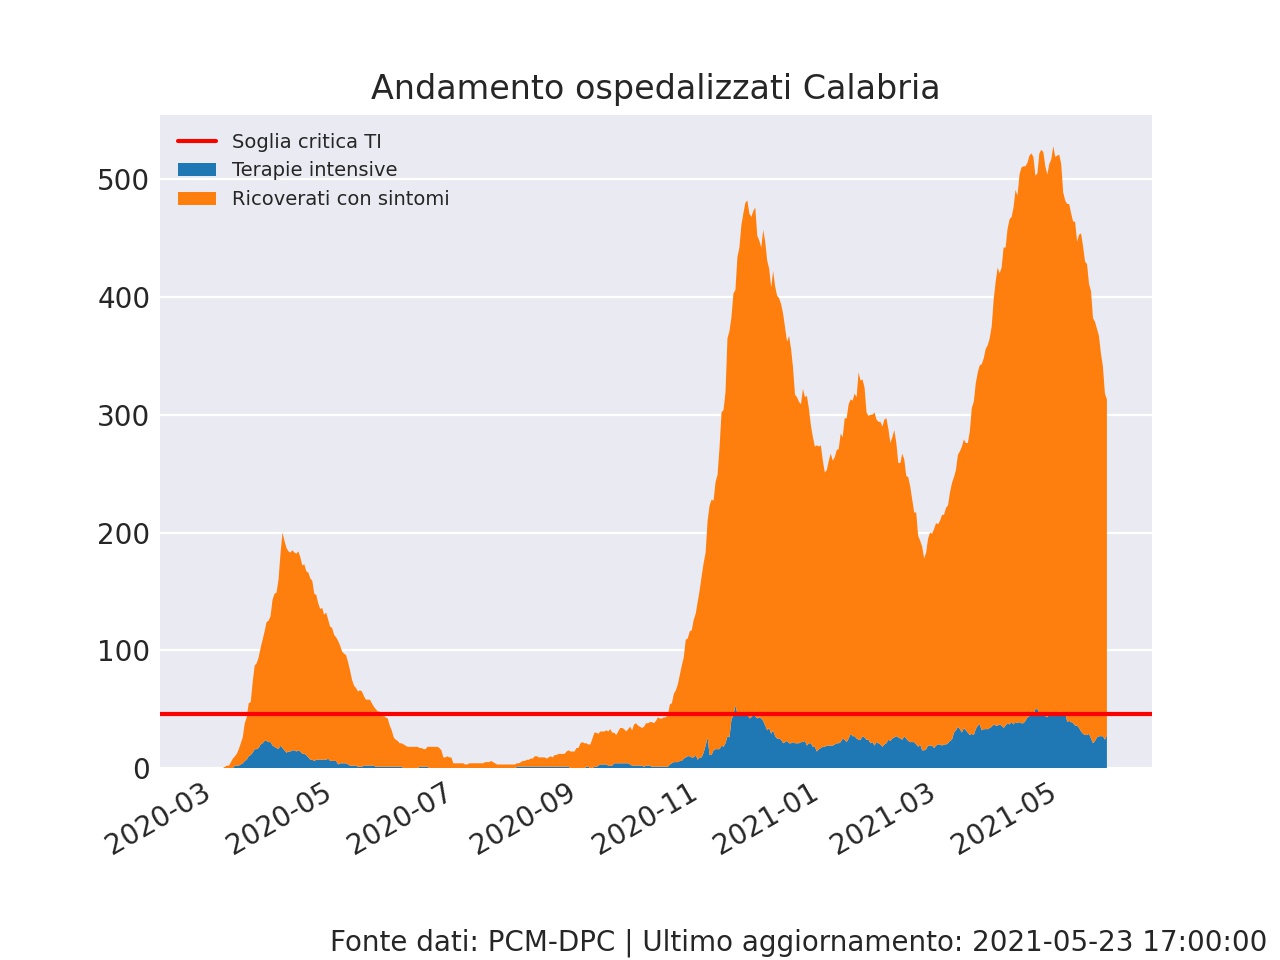 Andamento ospedalizzati Calabria
Soglia critica TI
Terapie intensive
Ricoverati con sintomi
500
400
300
200
100
0
2020-03
2020-05
2020-07
2020-09
2020-11
2021-01
2021-03
2021-05
Fonte dati: PCM-DPC | Ultimo aggiornamento: 2021-05-23 17:00:00